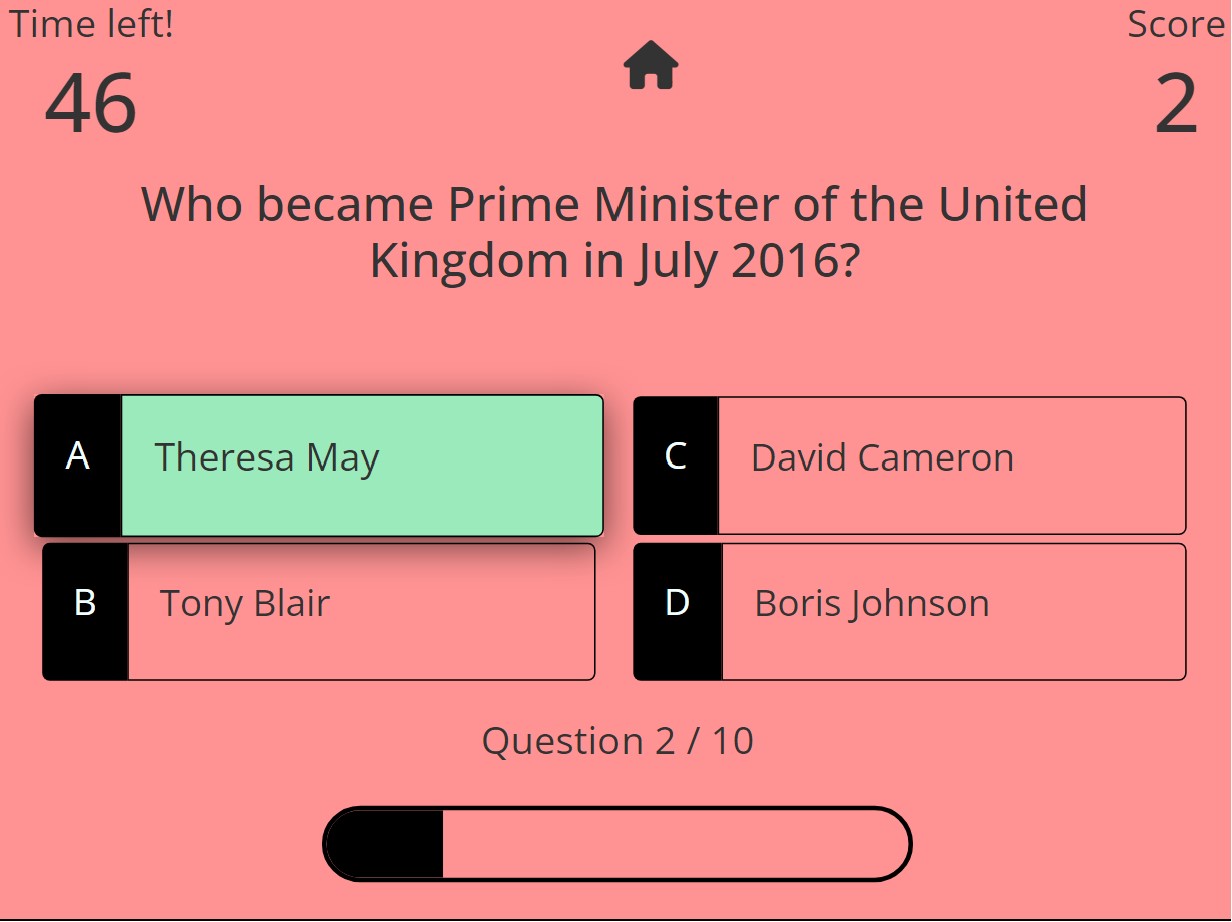 Time left!
Score
46
2
Who became Prime Minister of the United
Kingdom in July 2016?
A
Theresa May
C
David Cameron
B
Tony Blair
D
Boris Johnson
Question 2 / 10